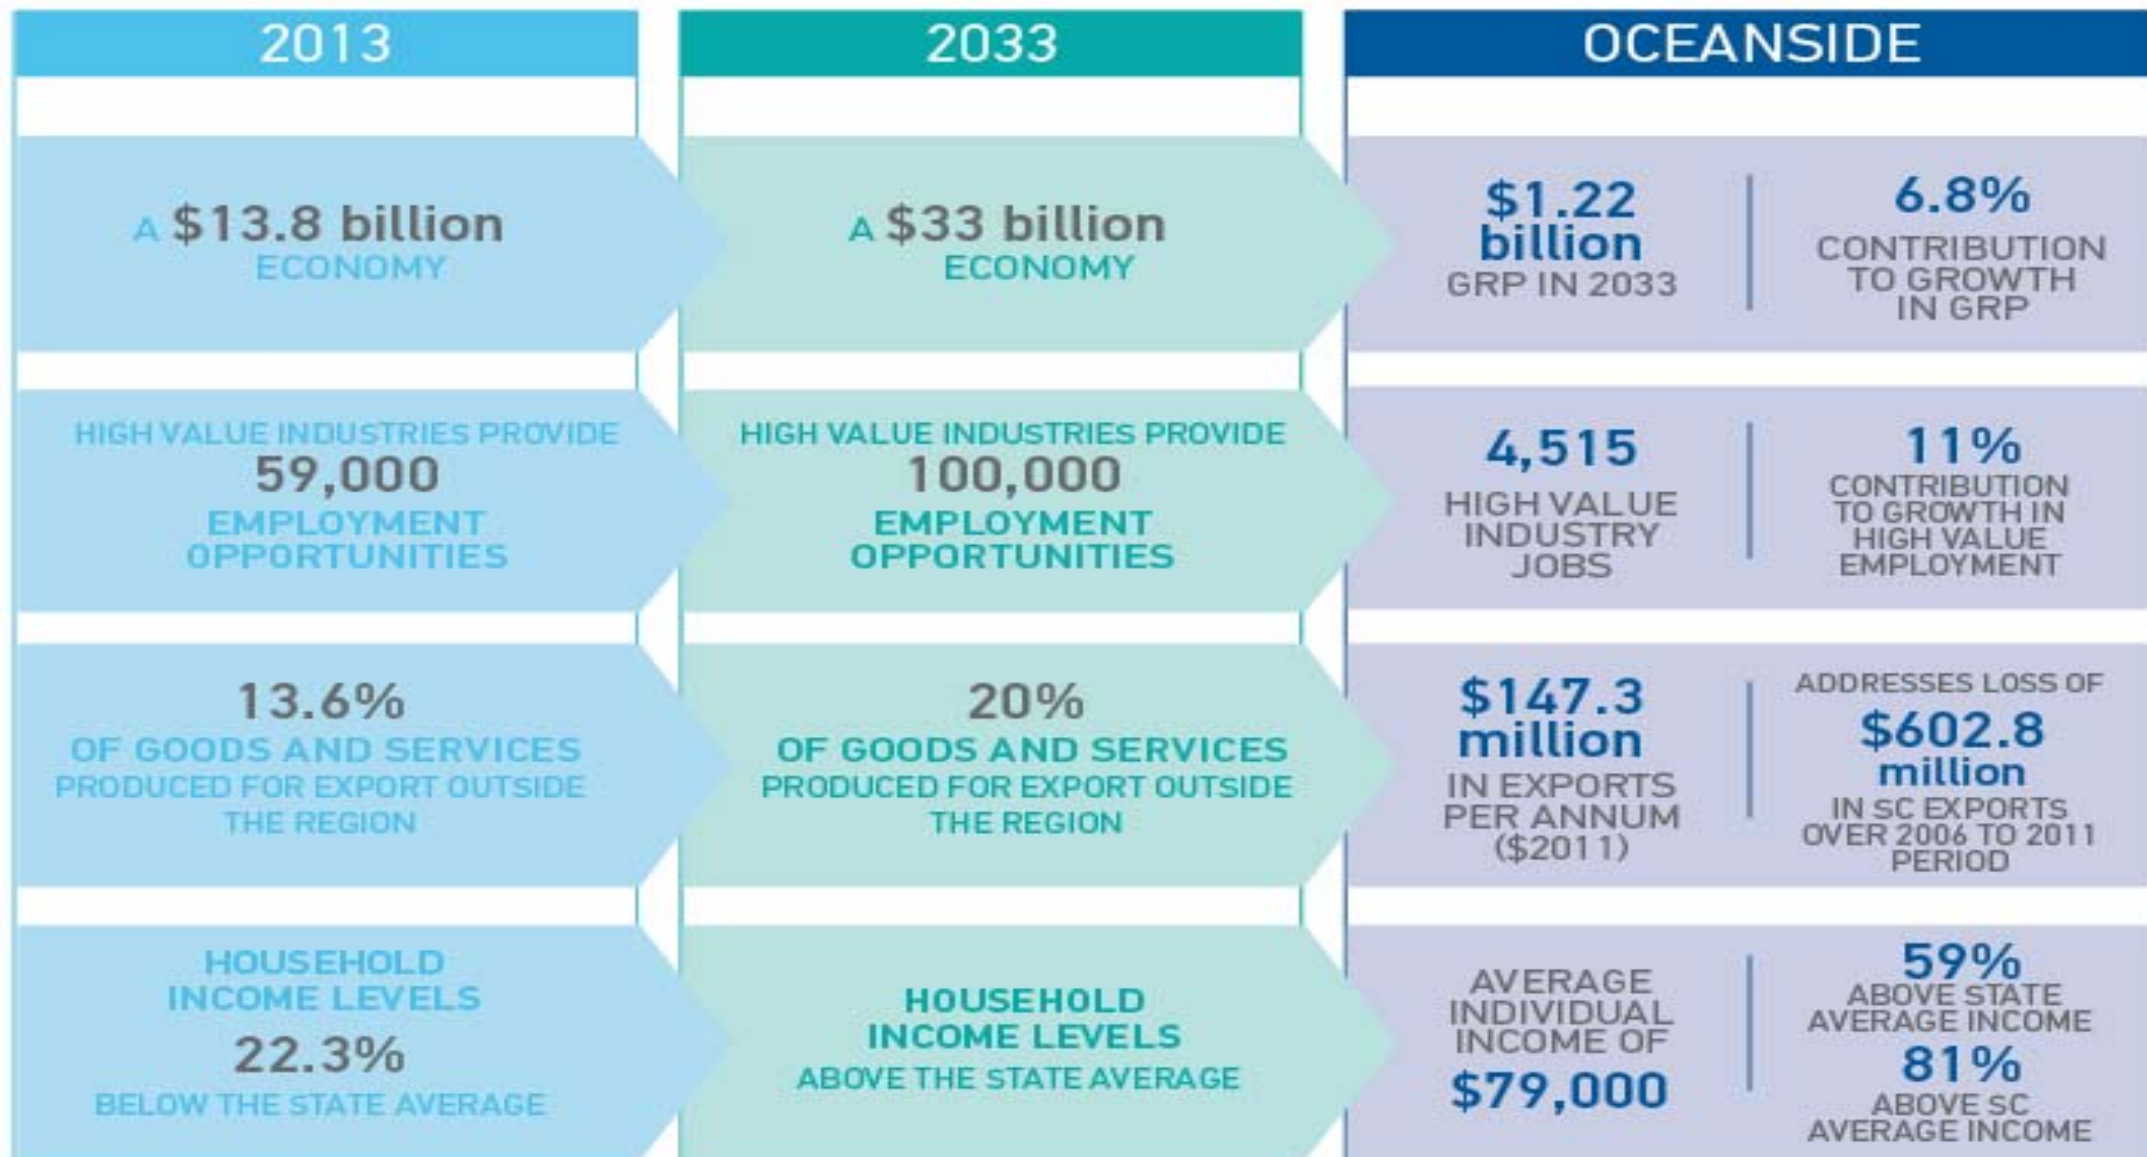 2013
2033
OCEANSIDE
A $13.8 billion
ECONOMY
A $33 billion
ECONOMY
$1.22
billion
GRP IN 2033
6.8%
CONTRIBUTION
TO GROWTH
IN GRP
HIGH VALUE INDUSTRIES PROVIDE
59,000
EMPLOYMENT
OPPORTUNITIES
HIGH VALUE INDUSTRIES PROVIDE
100,000
EMPLOYMENT
OPPORTUNITIES
4,515
HIGH VALUE
INDUSTRY
JOBS
11%
CONTRIBUTION
TO GROWTH IN
HIGH VALUE
EMPLOYMENT
13.6%
OF GOODS AND SERVICES
PRODUCED FOR EXPORT OUTSIDE
THE REGION
20%
OF GOODS AND SERVICES
PRODUCED FOR EXPORT OUTSIDE
THE REGION
$147.3
million
IN EXPORTS
PER ANNUM
($2011)
ADDRESSES LOSS OF
$602.8
million
IN SC EXPORTS
OVER 2006 TO 2011
PERIOD
HOUSEHOLD
INCOME LEVELS
22.3%
BELOW THE STATE AVERAGE
HOUSEHOLD
INCOME LEVELS
ABOVE THE STATE AVERAGE
AVERAGE
INDIVIDUAL
INCOME OF
$79,000
59%
ABOVE STATE
AVERAGE INCOME
81%
ABOVE SC
AVERAGE INCOME